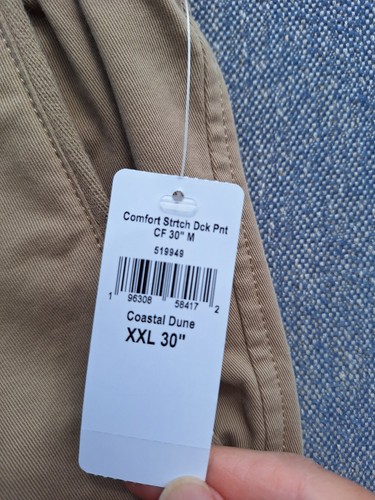 Comfort Strtch Dck Pnt
CF 30" M
519949
1 96308 58417 2
Coastal Dune
XXL 30"